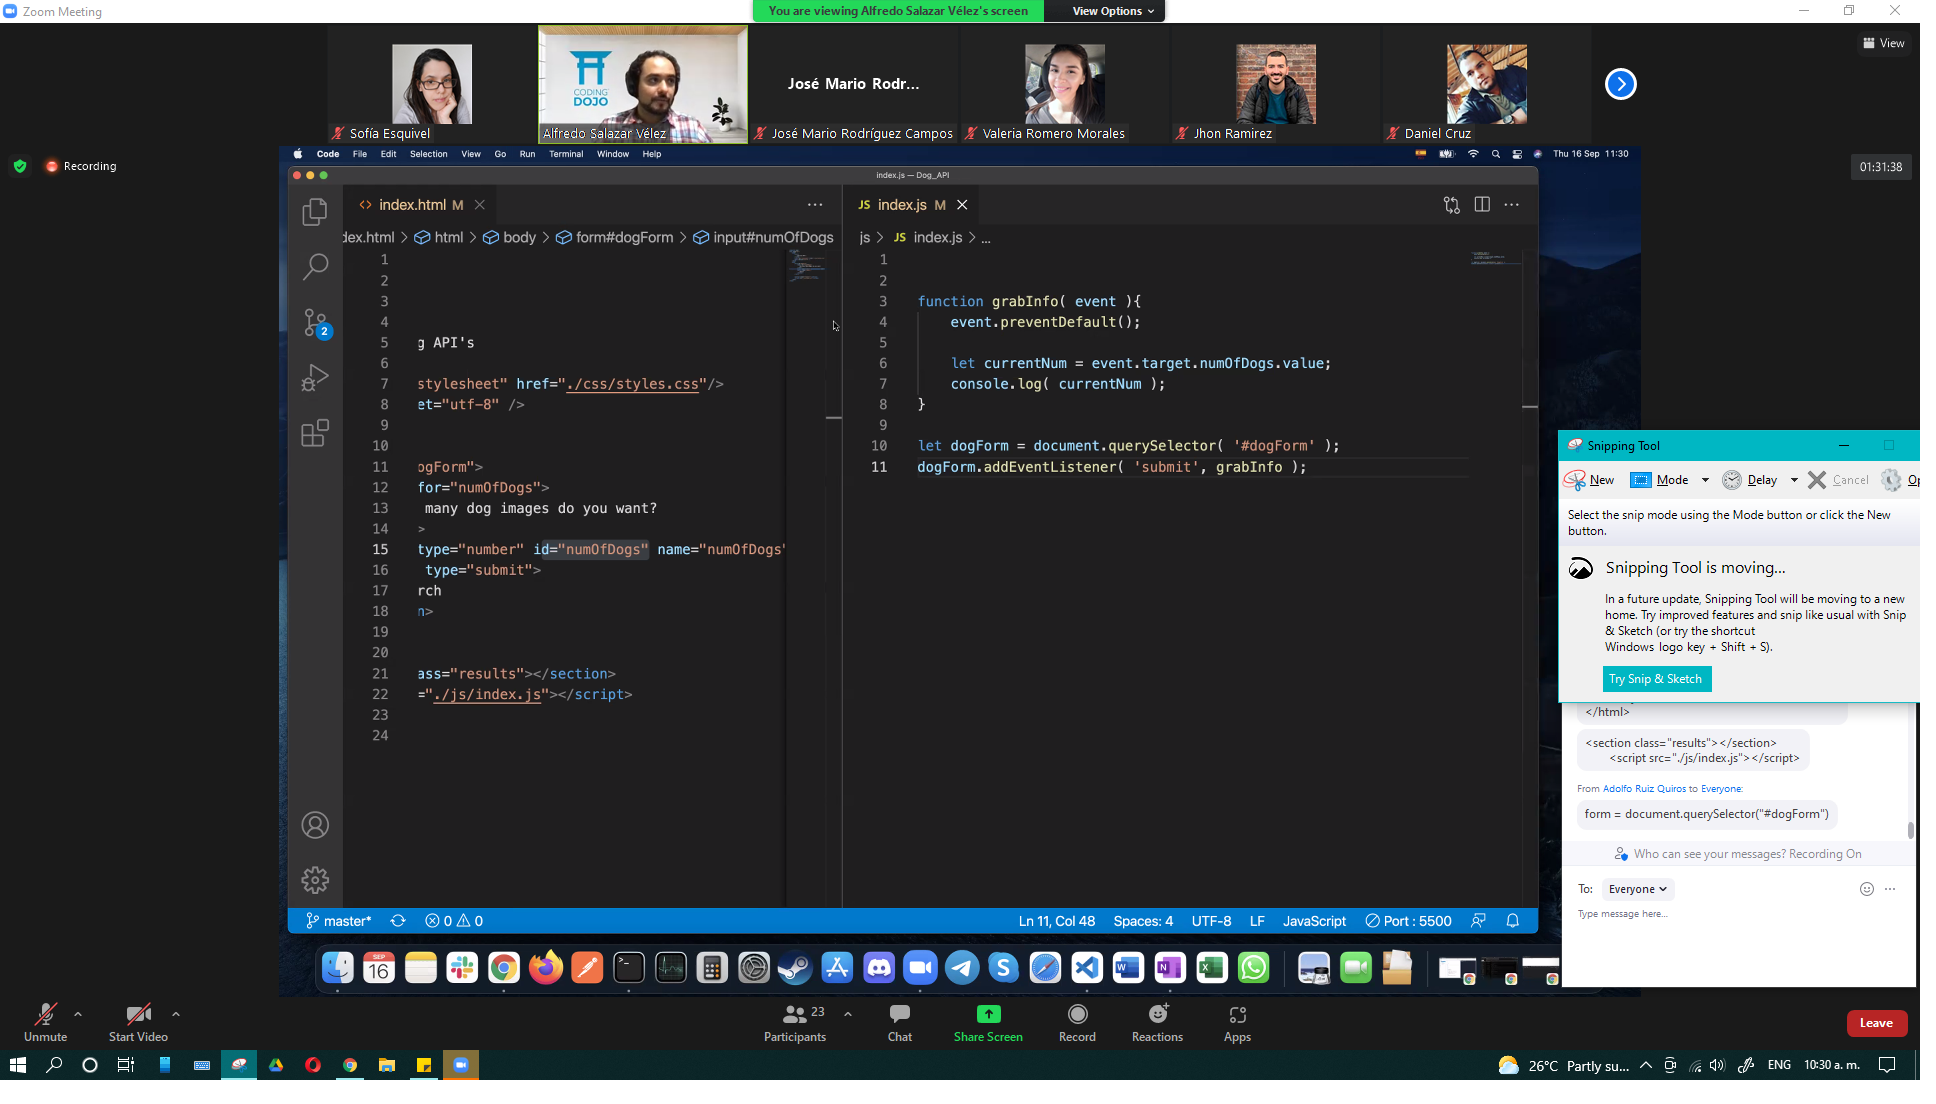 Zoom Meeting
You are viewing Alfredo Salazar Vélez's screen
View Options
View
CODING
DOJO
José Mario Rodr...
Sofía Esquivel
Alfredo Salazar Vélez
José Mario Rodríguez Campos
Valeria Romero Morales
Jhon Ramirez
Daniel Cruz
Recording
01:31:38
Code File Edit Selection View Go Run Terminal Window Help
Thu 16 Sep 11:30
index.js — Dog_API
index.html M
JS index.js M
dex.html > html > body > form#dogForm > input#numOfDogs
js > JS index.js > ...
1
2
3
4
5 g API's
6
7 stylesheet" href="./css/styles.css"/>
8 et="utf-8" />
9
10
11 ogForm">
12 for="numOfDogs">
13 many dog images do you want?
14 >
15 type="number" id="numOfDogs" name="numOfDogs"
16 type="submit">
17 rch
18 n>
19
20
21 ass="results"></section>
22 ="./js/index.js"></script>
23
24
1
2
3 function grabInfo( event ){
4 event.preventDefault();
5
6 let currentNum = event.target.numOfDogs.value;
7 console.log( currentNum );
8 }
9
10 let dogForm = document.querySelector( '#dogForm' );
11 dogForm.addEventListener( 'submit', grabInfo );
2
master* 0 0
Ln 11, Col 48 Spaces: 4 UTF-8 LF JavaScript Port : 5500
SEP
16
Snipping Tool
New Mode Delay Cancel Op
Select the snip mode using the Mode button or click the New
button.
Snipping Tool is moving...
In a future update, Snipping Tool will be moving to a new
home. Try improved features and snip like usual with Snip
& Sketch (or try the shortcut
Windows logo key + Shift + S).
Try Snip & Sketch
</html>
<section class="results"></section>
<script src="./js/index.js"></script>
From Adolfo Ruiz Quiros to Everyone:
form = document.querySelector("#dogForm")
Who can see your messages? Recording On
To: Everyone
Type message here...
Unmute
Start Video
23
Participants
Chat
Share Screen
Record
Reactions
Apps
Leave
26°C Partly su...
ENG
10:30 a. m.